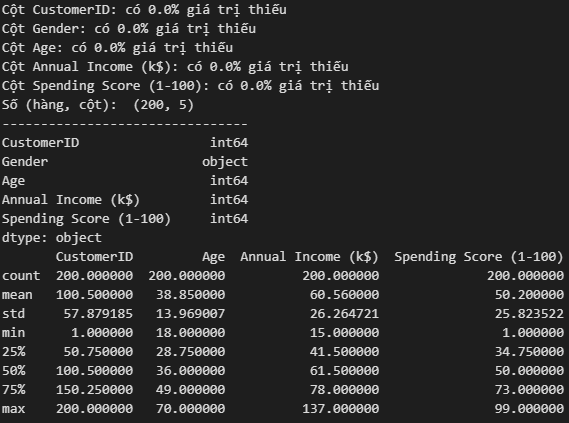 Cột CustomerID: có 0.0% giá trị thiếu
Cột Gender: có 0.0% giá trị thiếu
Cột Age: có 0.0% giá trị thiếu
Cột Annual Income (k$): có 0.0% giá trị thiếu
Cột Spending Score (1-100): có 0.0% giá trị thiếu
Số (hàng, cột):  (200, 5)
--------------------------------
CustomerID                 int64
Gender                    object
Age                        int64
Annual Income (k$)         int64
Spending Score (1-100)     int64
dtype: object
       CustomerID         Age  Annual Income (k$)  Spending Score (1-100)
count  200.000000  200.000000          200.000000              200.000000
mean   100.500000   38.850000           60.560000               50.200000
std     57.879185   13.969007           26.264721               25.823522
min      1.000000   18.000000           15.000000                1.000000
25%     50.750000   28.750000           41.500000               34.750000
50%    100.500000   36.000000           61.500000               50.000000
75%    150.250000   49.000000           78.000000               73.000000
max    200.000000   70.000000          137.000000               99.000000